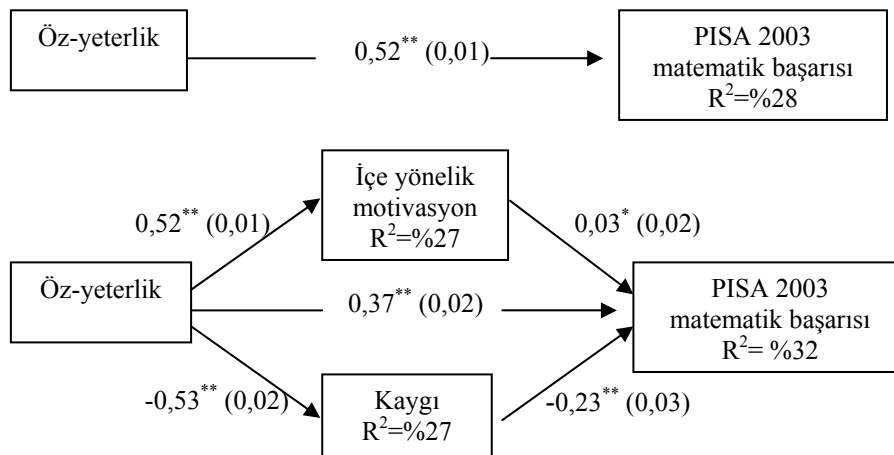 Öz-yeterlik
0,52** (0,01)
PISA 2003
matematik başarısı
R²=%28
İçe yönelik
motivasyon
R²=%27
0,52** (0,01)
0,03* (0,02)
Öz-yeterlik
0,37** (0,02)
PISA 2003
matematik başarısı
R²= %32
-0,53** (0,02)
Kaygı
R²=%27
-0,23** (0,03)